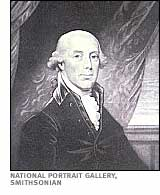 NATIONAL PORTRAIT GALLERY,
SMITHSONIAN